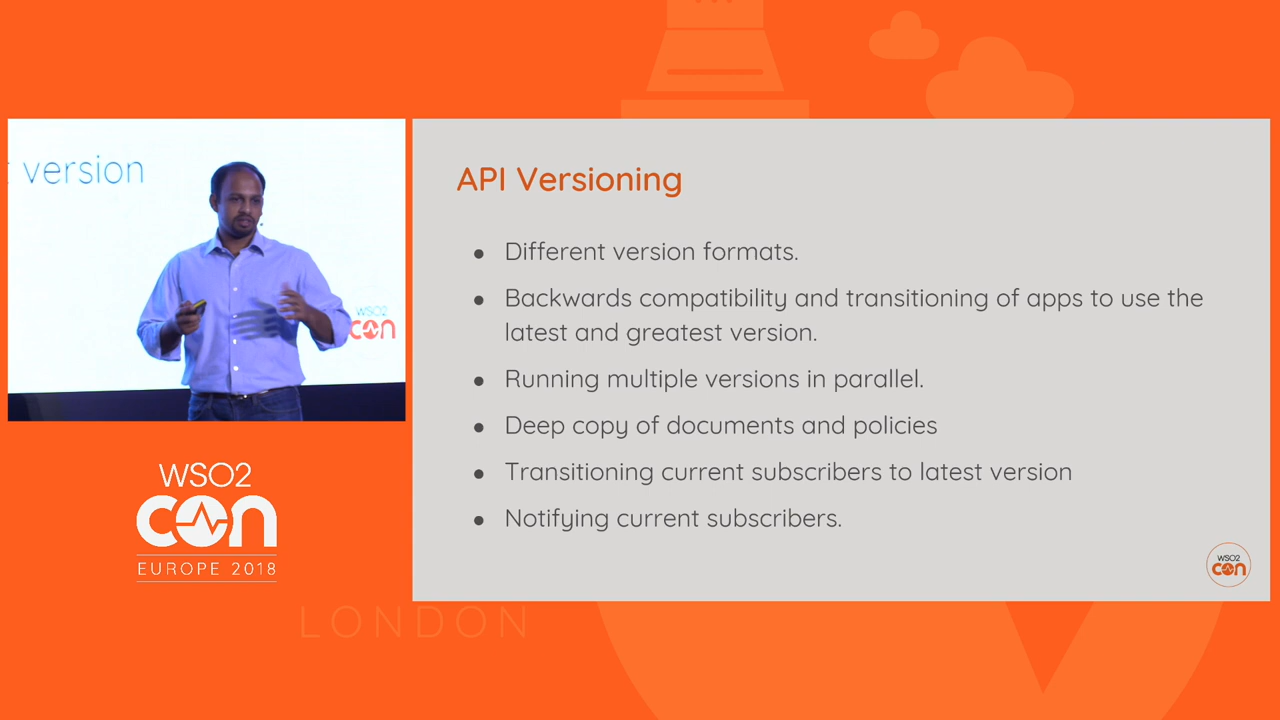 version
WSO2
con
WSO2
con
EUROPE 2018
LONDON
API Versioning
● Different version formats.
● Backwards compatibility and transitioning of apps to use the
latest and greatest version.
● Running multiple versions in parallel.
● Deep copy of documents and policies
● Transitioning current subscribers to latest version
● Notifying current subscribers.
WSO2
con